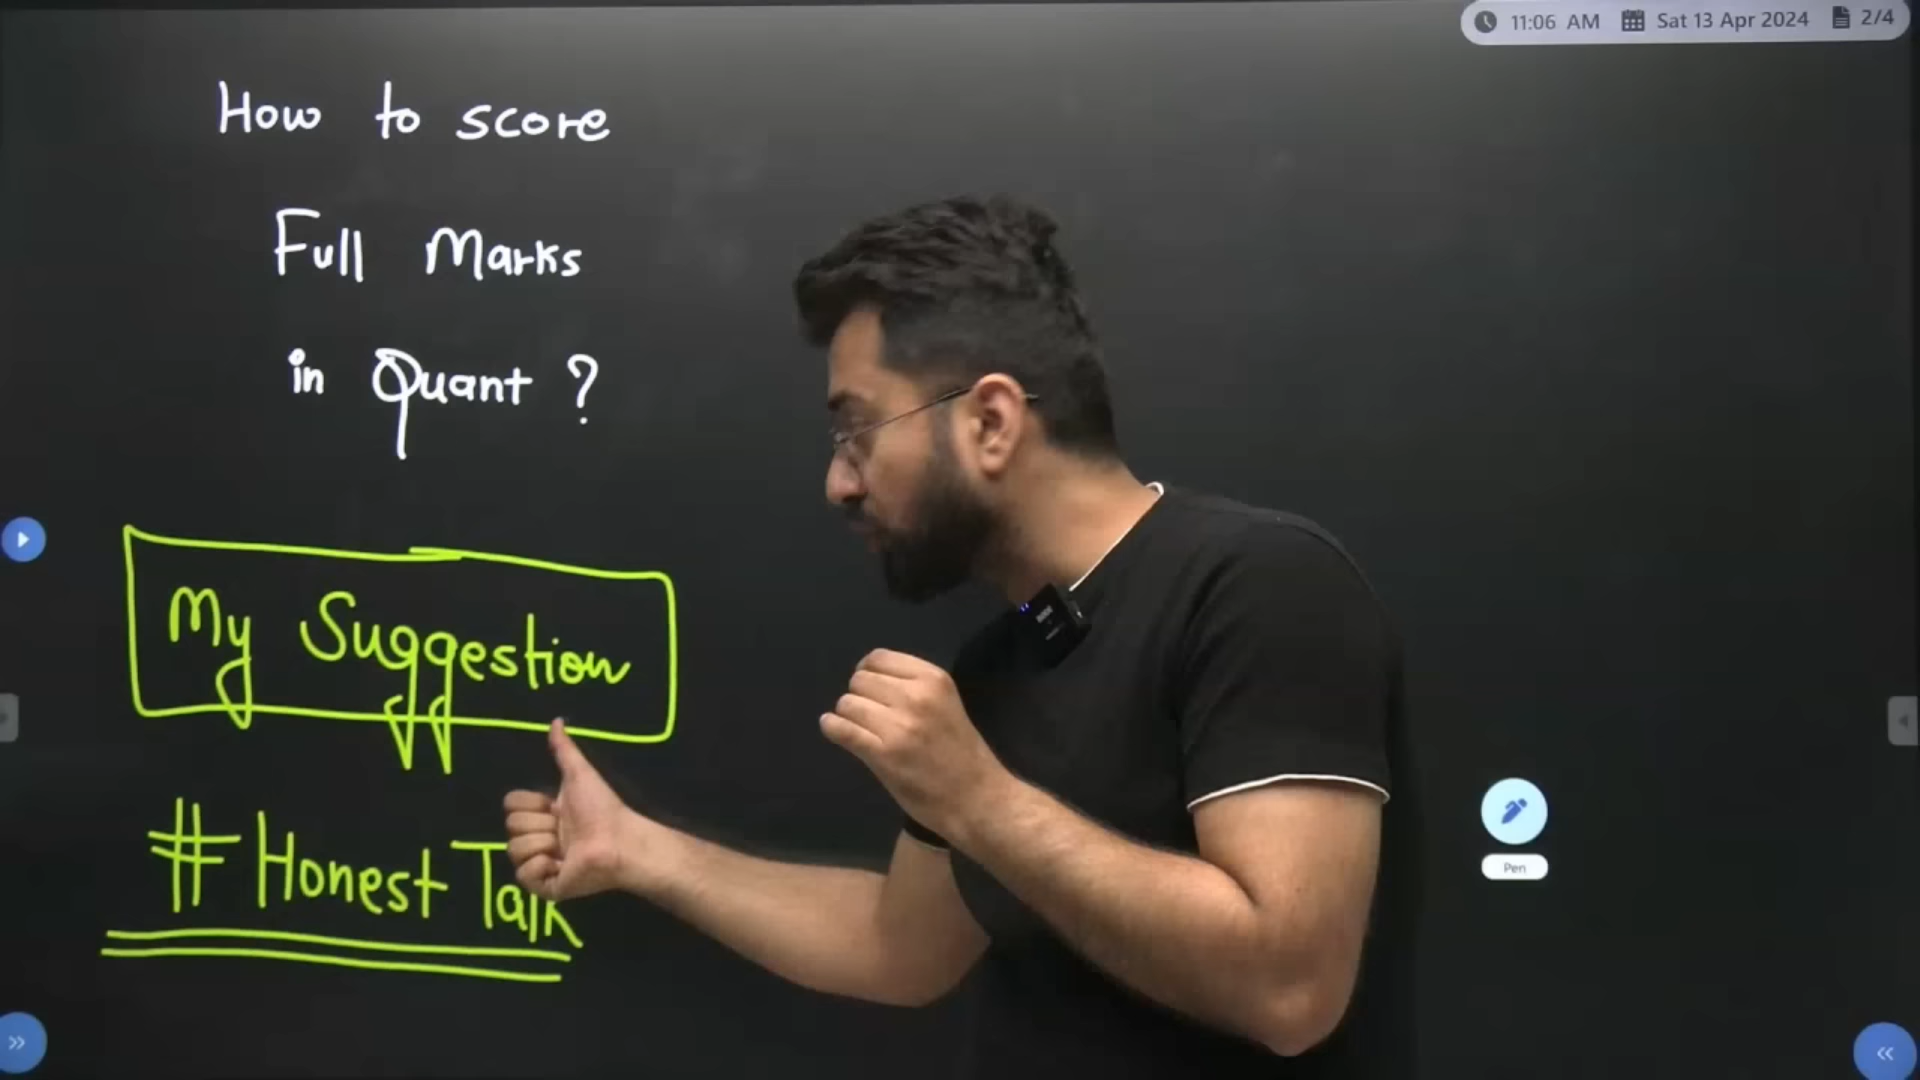 11:06 AM Sat 13 Apr 2024 2/4
How to score
Full Marks
in Quant ?
My Suggestion
# Honest Talk
Pen